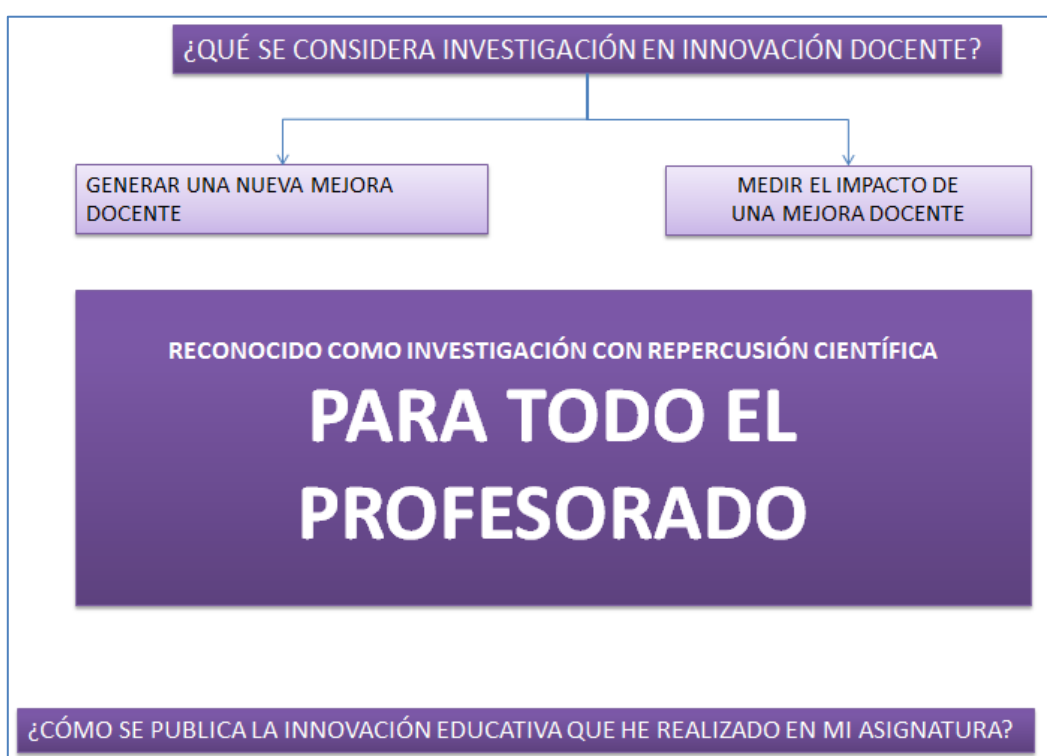 ¿QUÉ SE CONSIDERA INVESTIGACIÓN EN INNOVACIÓN DOCENTE?
GENERAR UNA NUEVA MEJORA
DOCENTE
MEDIR EL IMPACTO DE
UNA MEJORA DOCENTE
RECONOCIDO COMO INVESTIGACIÓN CON REPERCUSIÓN CIENTÍFICA
PARA TODO EL
PROFESORADO
¿CÓMO SE PUBLICA LA INNOVACIÓN EDUCATIVA QUE HE REALIZADO EN MI ASIGNATURA?